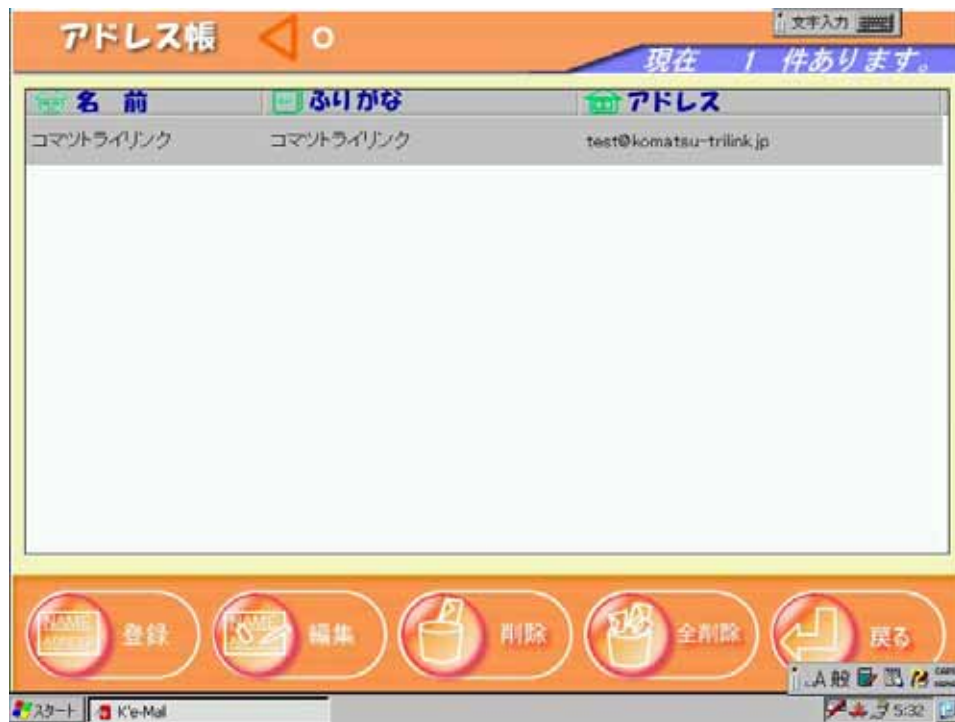 アドレス帳
文字入力
現在 1 件あります。
名 前 ふりがな アドレス
コマツトライリンク コマツトライリンク test@komatsu-trilink.jp
登録 編集 削除 全削除 戻る
A 般
スタート K'e-Mail 5:32